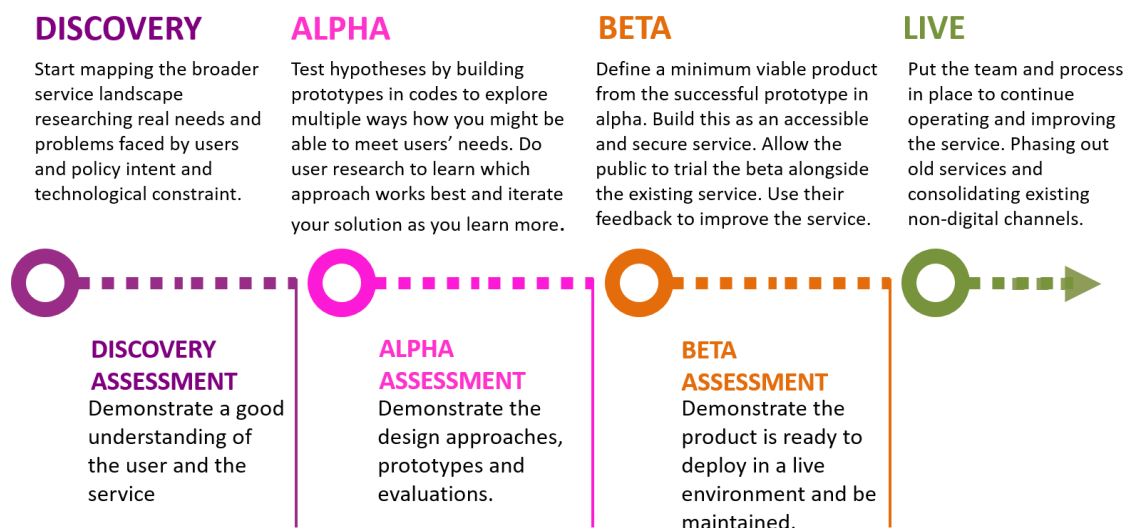 DISCOVERY
Start mapping the broader
service landscape
researching real needs and
problems faced by users
and policy intent and
technological constraint.
ALPHA
Test hypotheses by building
prototypes in codes to explore
multiple ways how you might be
able to meet users’ needs. Do
user research to learn which
approach works best and iterate
your solution as you learn more.
BETA
Define a minimum viable product
from the successful prototype in
alpha. Build this as an accessible
and secure service. Allow the
public to trial the beta alongside
the existing service. Use their
feedback to improve the service.
LIVE
Put the team and process
in place to continue
operating and improving
the service. Phasing out
old services and
consolidating existing
non-digital channels.
DISCOVERY
ASSESSMENT
Demonstrate a good
understanding of
the user and the
service
ALPHA
ASSESSMENT
Demonstrate the
design approaches,
prototypes and
evaluations.
BETA
ASSESSMENT
Demonstrate the
product is ready to
deploy in a live
environment and be
maintained.